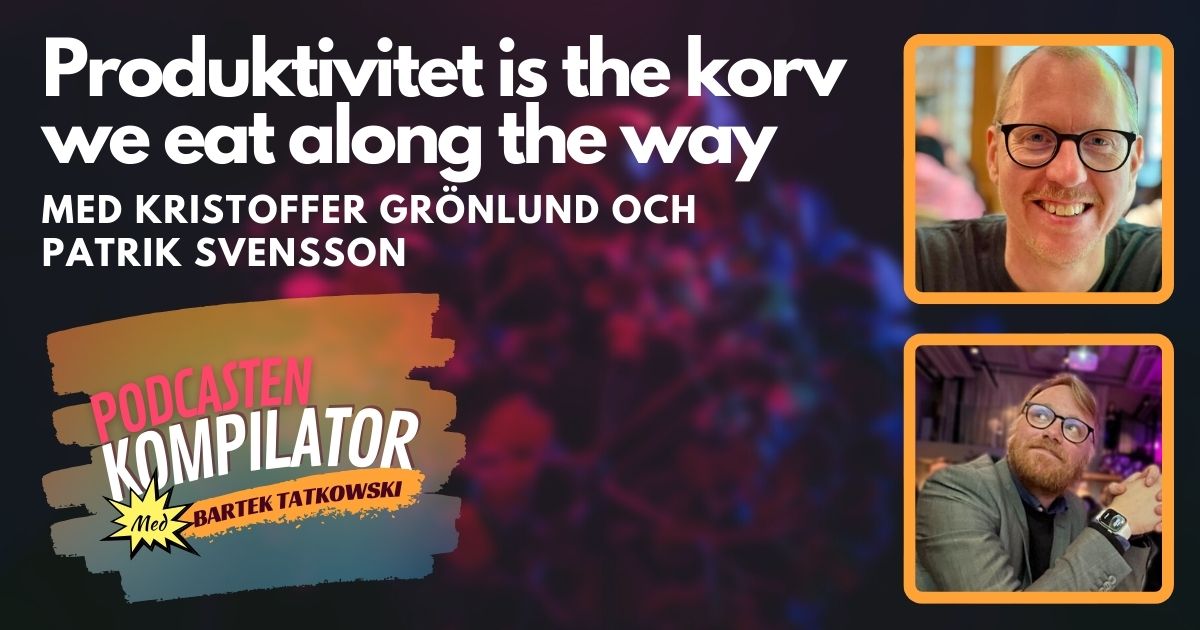 Produktivitet is the korv
we eat along the way
MED KRISTOFFER GRÖNLUND OCH
PATRIK SVENSSON
PODCASTEN
KOMPILATOR
Med
BARTEK TATKOWSKI